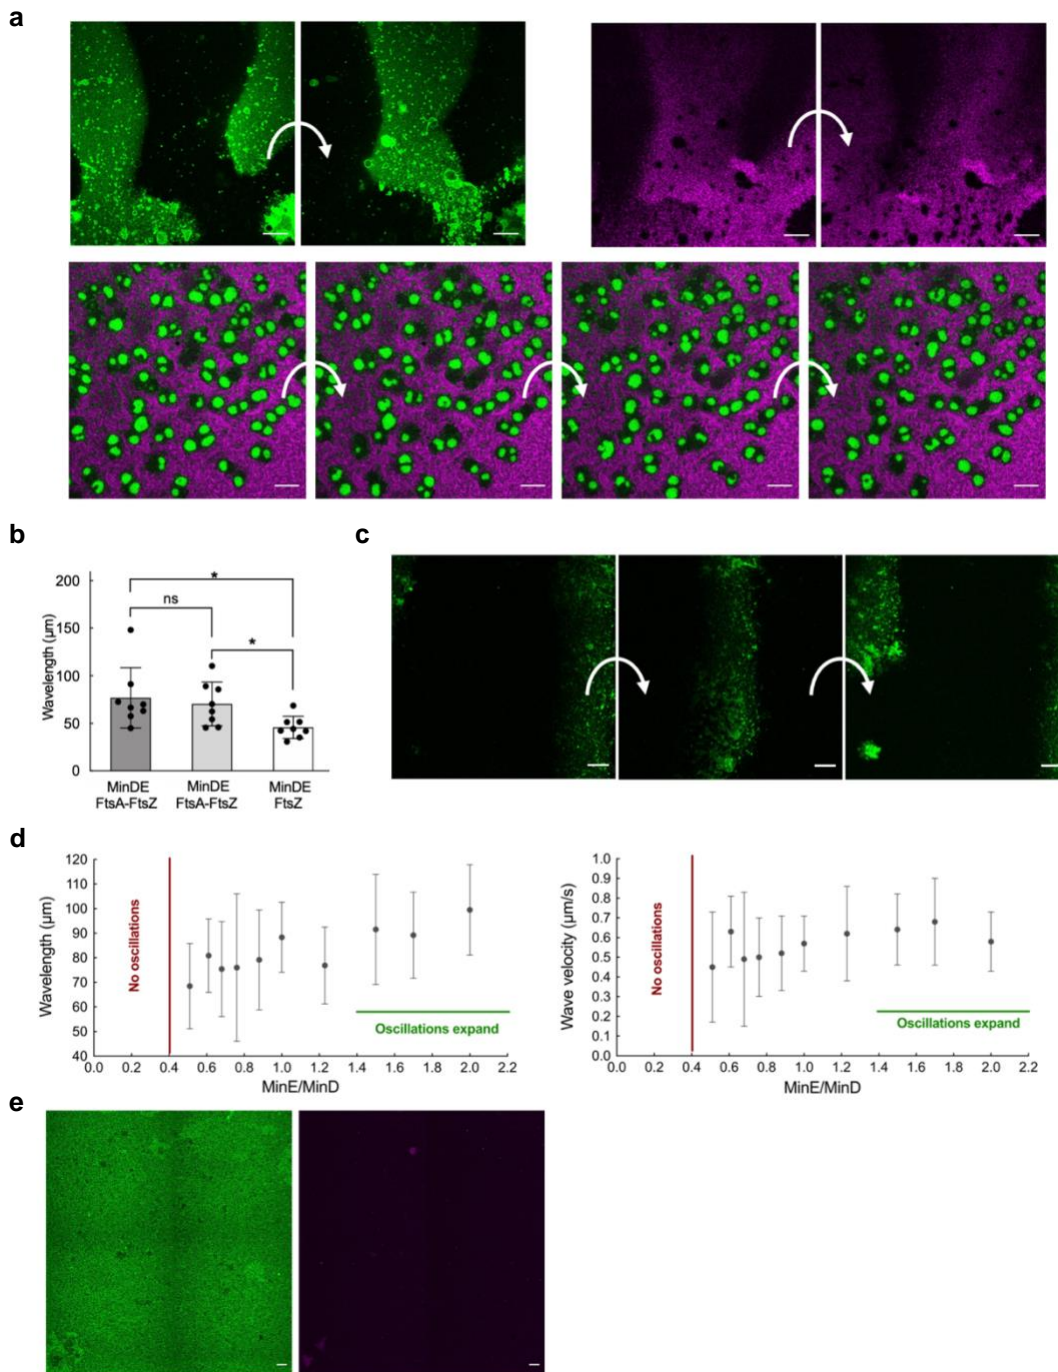 a
b
c
Wavelength (µm)
200
150
100
50
0
*
ns
*
MinDE
FtsA-FtsZ
MinDE
FtsA-FtsZ
MinDE
FtsZ
d
Wavelength (µm)
120
110
100
90
80
70
60
50
40
No oscillations
Oscillations expand
0.0 0.2 0.4 0.6 0.8 1.0 1.2 1.4 1.6 1.8 2.0 2.2
MinE/MinD
Wave velocity (µm/s)
1.0
0.9
0.8
0.7
0.6
0.5
0.4
0.3
0.2
0.1
0.0
No oscillations
Oscillations expand
0.0 0.2 0.4 0.6 0.8 1.0 1.2 1.4 1.6 1.8 2.0 2.2
MinE/MinD
e